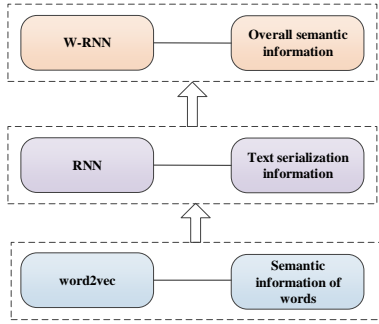 W-RNN
Overall semantic
information
RNN
Text serialization
information
word2vec
Semantic
information of
words